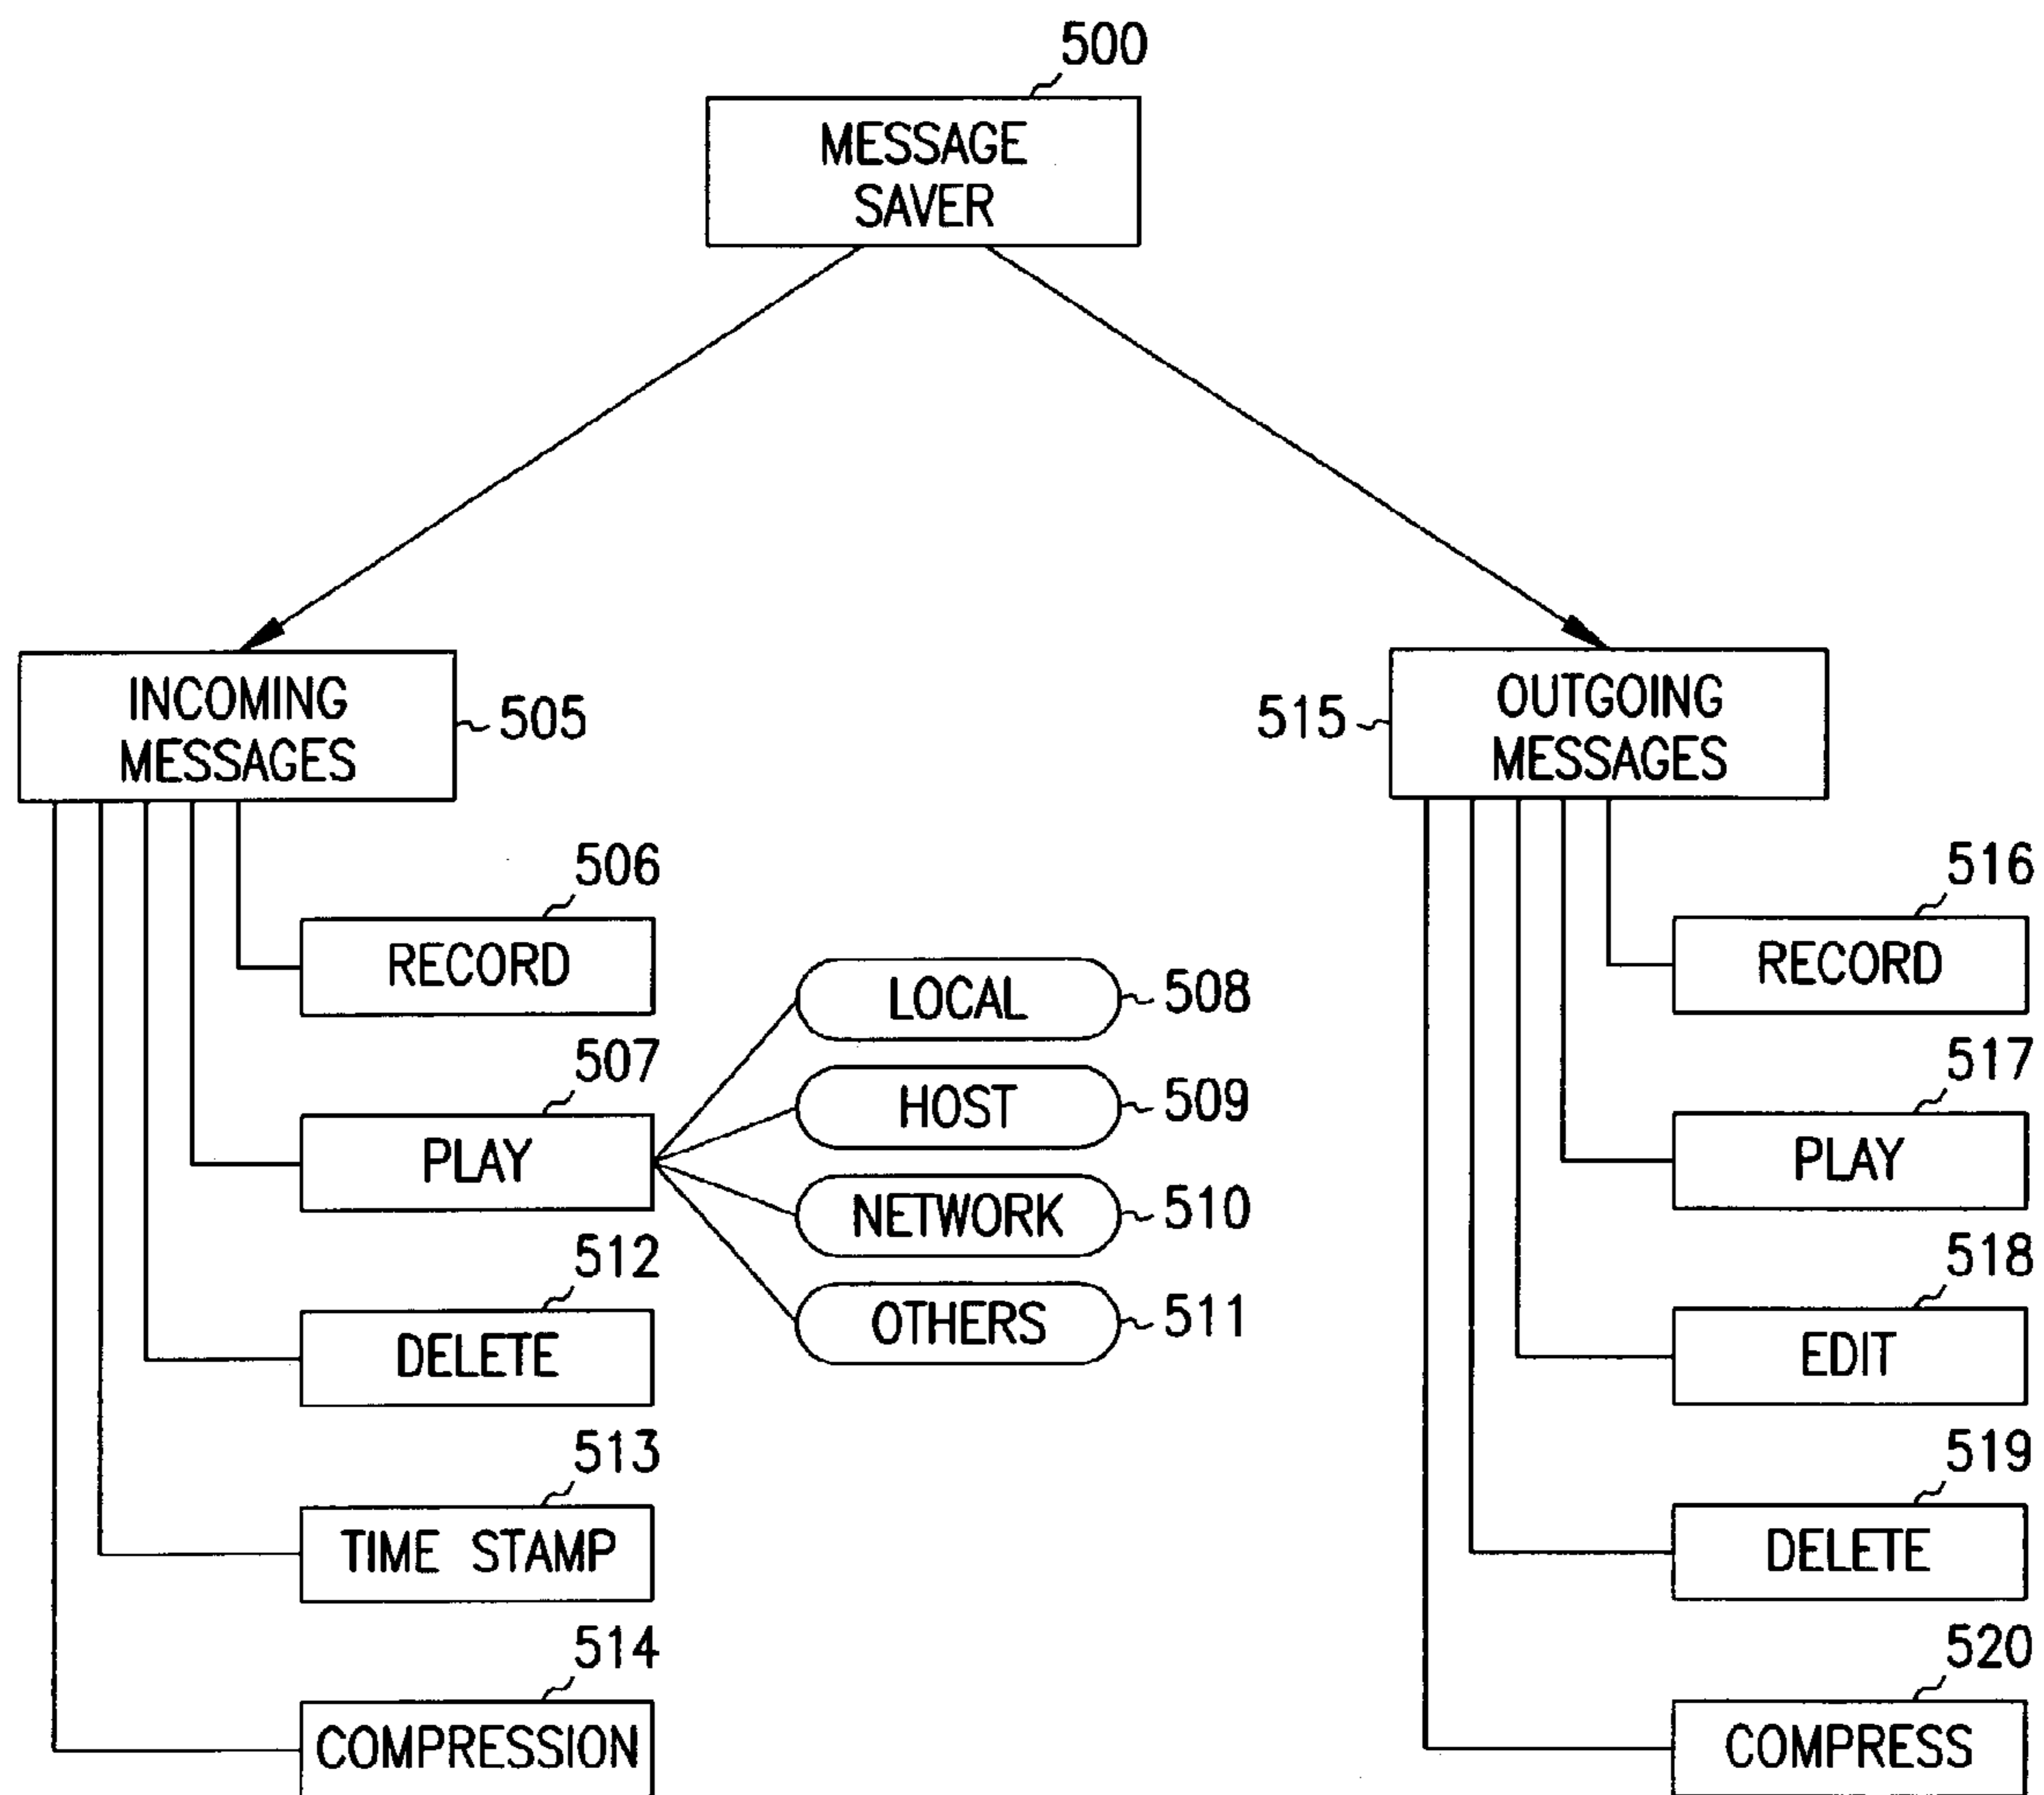 500
MESSAGE
SAVER
INCOMING
MESSAGES
505
515
OUTGOING
MESSAGES
506
RECORD
507
PLAY
LOCAL
508
HOST
509
NETWORK
510
OTHERS
511
512
DELETE
513
TIME STAMP
514
COMPRESSION
516
RECORD
517
PLAY
518
EDIT
519
DELETE
520
COMPRESS